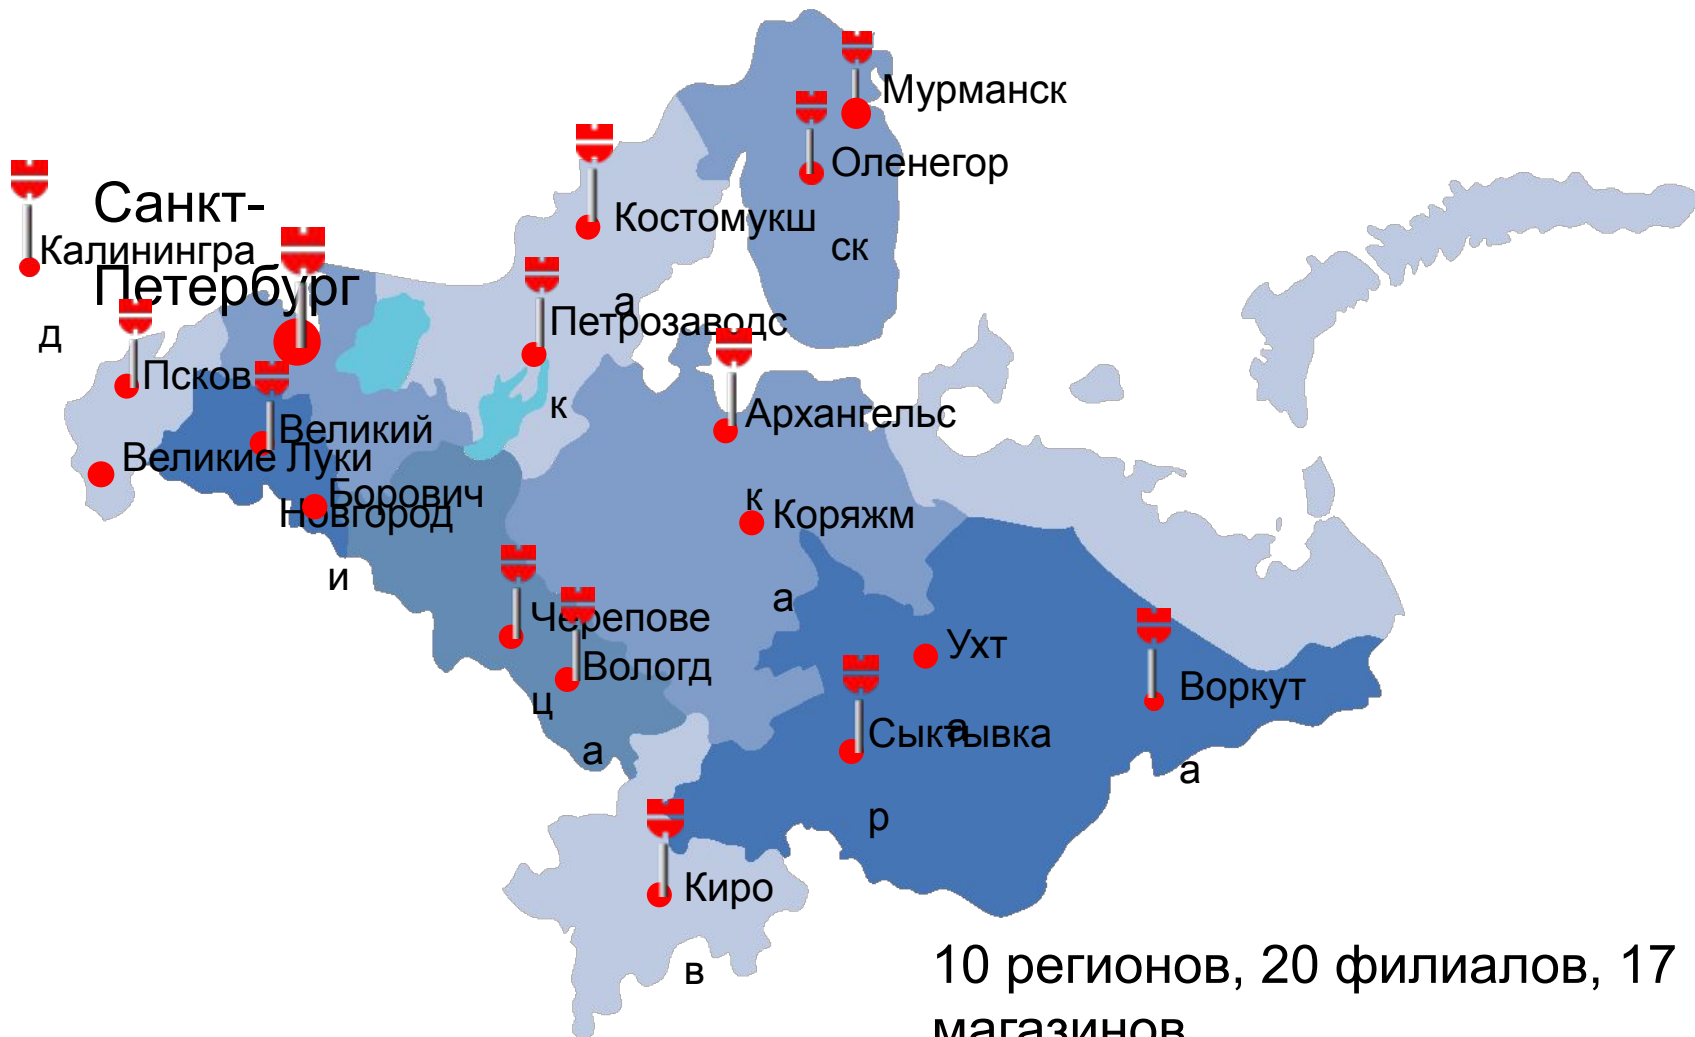 Мурманск
Оленегор
ск
Костомукш
а
Санкт-
Петербург
Калинингра
д
Петрозаводс
к
Псков
Великий
Новгород
Великие Луки
Борович
и
Архангельс
к
Коряжм
а
Черепове
ц
Вологд
а
Ухт
а
Сыктывка
р
Воркут
а
Киро
в
10 регионов, 20 филиалов, 17
магазинов